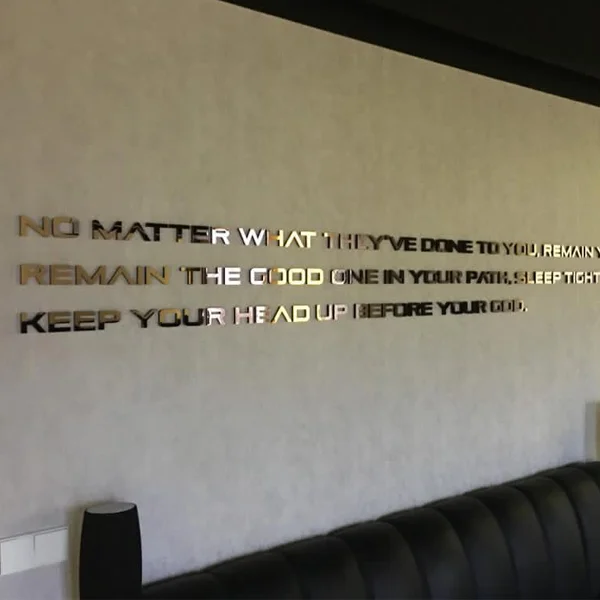 NO MATTER WHAT THEY'VE DONE TO YOU, REMAIN
REMAIN THE GOOD ONE IN YOUR PATH, SLEEP TIGHT
KEEP YOUR HEAD UP BEFORE YOUR GOD.